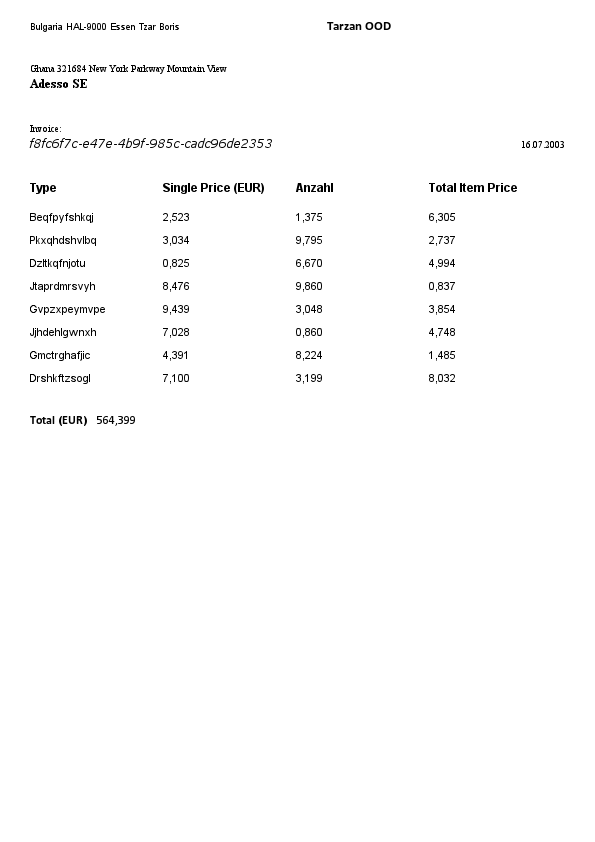 Bulgaria HAL-9000 Essen Tzar Boris Tarzan OOD
Ghana 321684 New York Parkway Mountain View
Adesso SE
Invoice:
f8fc6f7c-e47e-4b9f-985c-cadc96de2353 16.07.2003
Type Single Price (EUR) Anzahl Total Item Price
Beqfpyfshkqj 2,523 1,375 6,305
Pkxqhdshvlbq 3,034 9,795 2,737
Dzltkqfnjotu 0,825 6,670 4,994
Jtaprdmrsvyh 8,476 9,860 0,837
Gvpzxpeymvpe 9,439 3,048 3,854
Jjhdehlgwnxh 7,028 0,860 4,748
Gmctrghafjic 4,391 8,224 1,485
Drshkftzsogl 7,100 3,199 8,032
Total (EUR) 564,399